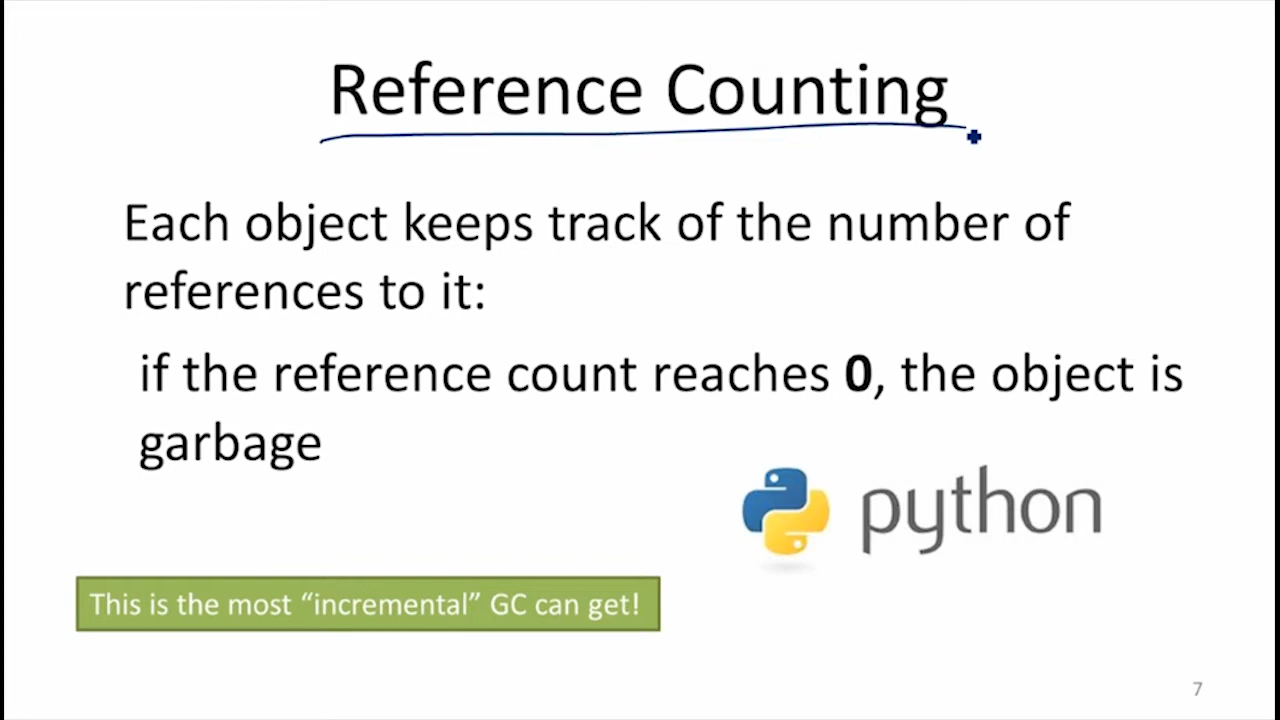 Reference Counting
Each object keeps track of the number of
references to it:
if the reference count reaches 0, the object is
garbage
python
This is the most “incremental” GC can get!
7